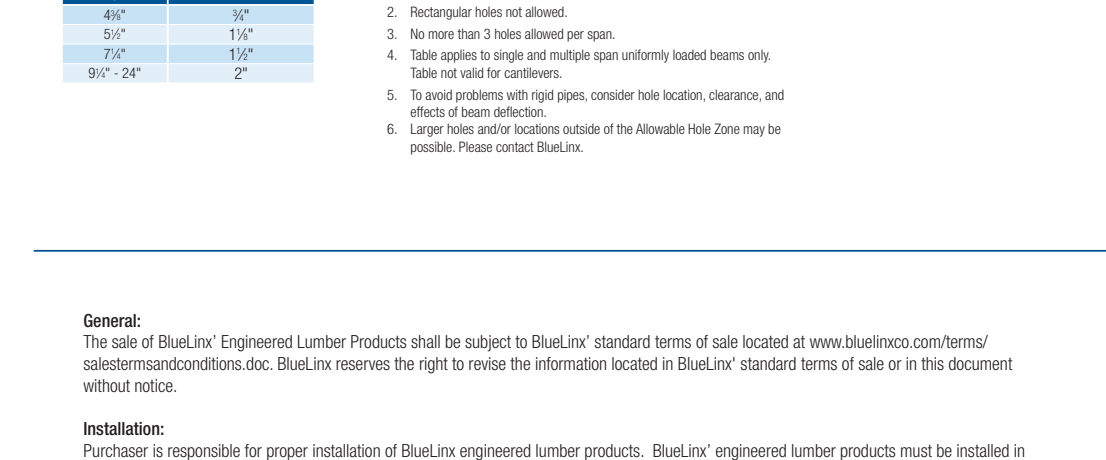 4⅜" ¾"
5½" 1⅛"
7¼" 1½"
9¼" - 24" 2"
2. Rectangular holes not allowed.
3. No more than 3 holes allowed per span.
4. Table applies to single and multiple span uniformly loaded beams only.
Table not valid for cantilevers.
5. To avoid problems with rigid pipes, consider hole location, clearance, and
effects of beam deflection.
6. Larger holes and/or locations outside of the Allowable Hole Zone may be
possible. Please contact BlueLinx.
General:
The sale of BlueLinx’ Engineered Lumber Products shall be subject to BlueLinx’ standard terms of sale located at www.bluelinxco.com/terms/
salestermsandconditions.doc. BlueLinx reserves the right to revise the information located in BlueLinx' standard terms of sale or in this document
without notice.
Installation:
Purchaser is responsible for proper installation of BlueLinx engineered lumber products.  BlueLinx’ engineered lumber products must be installed in